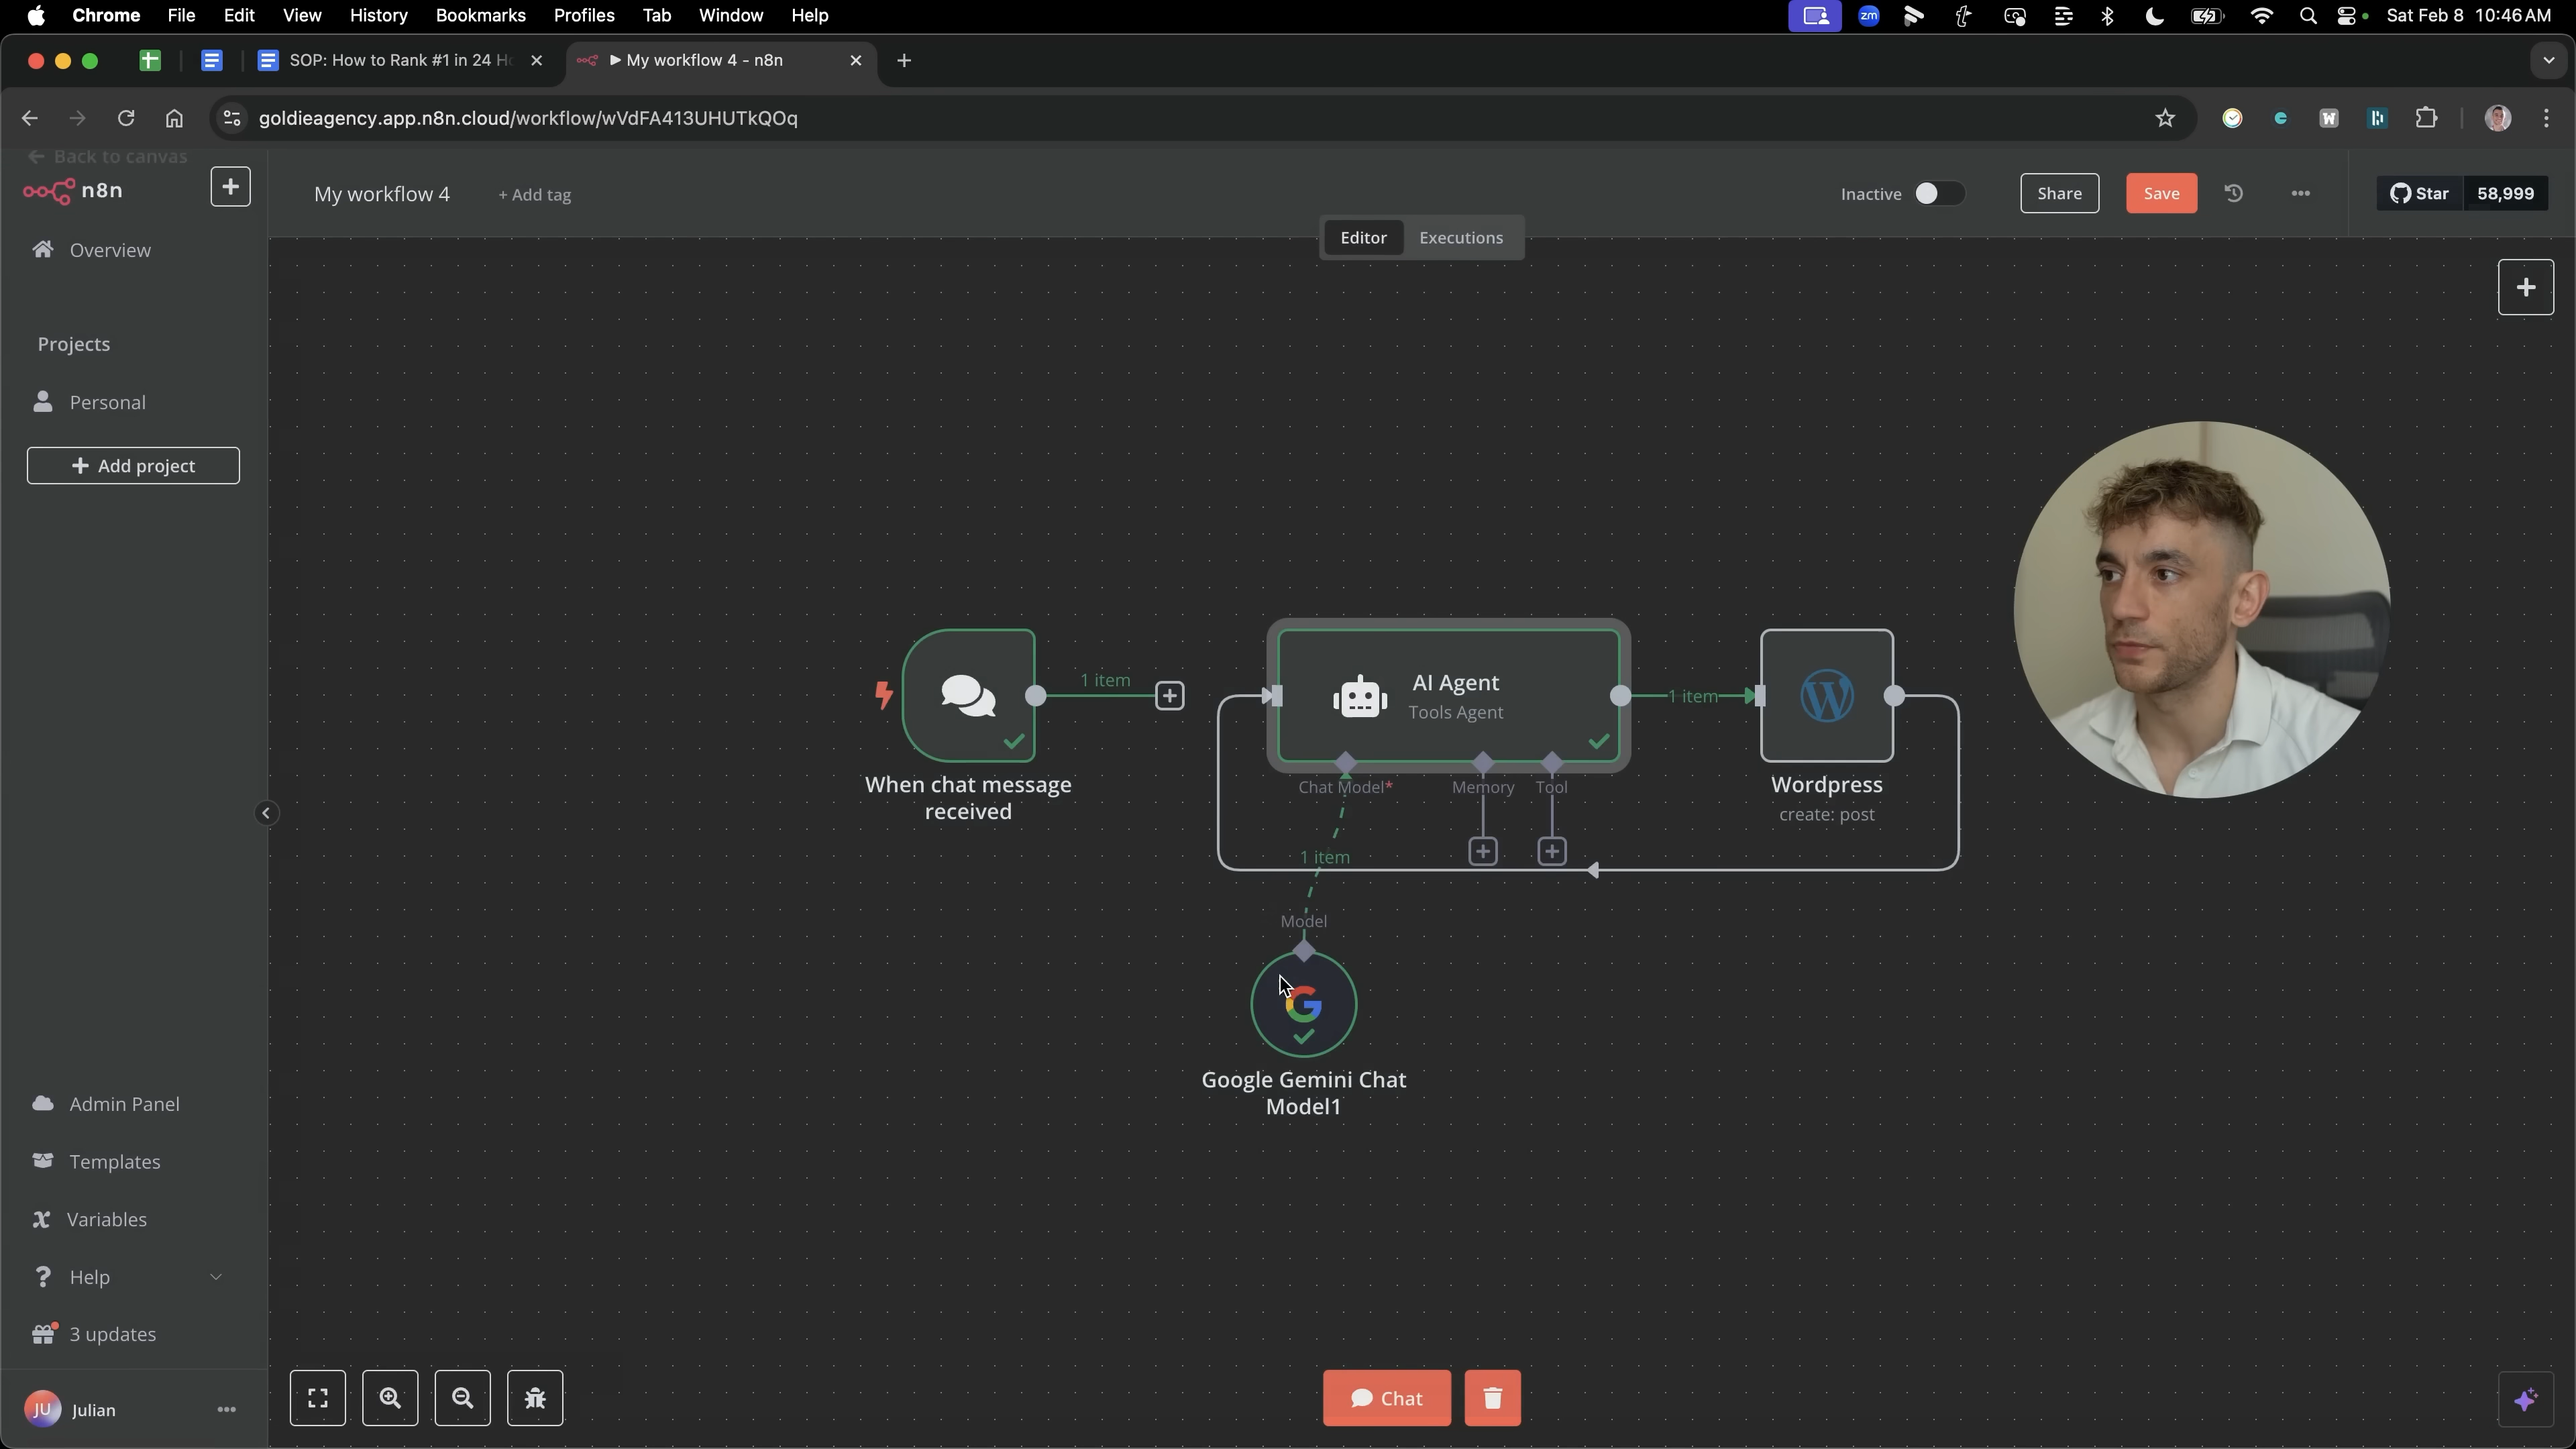 Chrome File Edit View History Bookmarks Profiles Tab Window Help zm Sat Feb 8 10:46 AM
SOP: How to Rank #1 in 24 Ho
▶ My workflow 4 - n8n
goldieagency.app.n8n.cloud/workflow/wVdFA413UHUTkQOq
Back to canvas
n8n
My workflow 4
+ Add tag
Inactive
Share
Save
Star 58,999
Editor Executions
Overview
Projects
Personal
Add project
1 item
AI Agent
Tools Agent
1 item
When chat message
received
Chat Model*
Memory
Tool
Wordpress
create: post
1 item
Model
Google Gemini Chat
Model1
Admin Panel
Templates
Variables
Help
3 updates
JU Julian
Chat